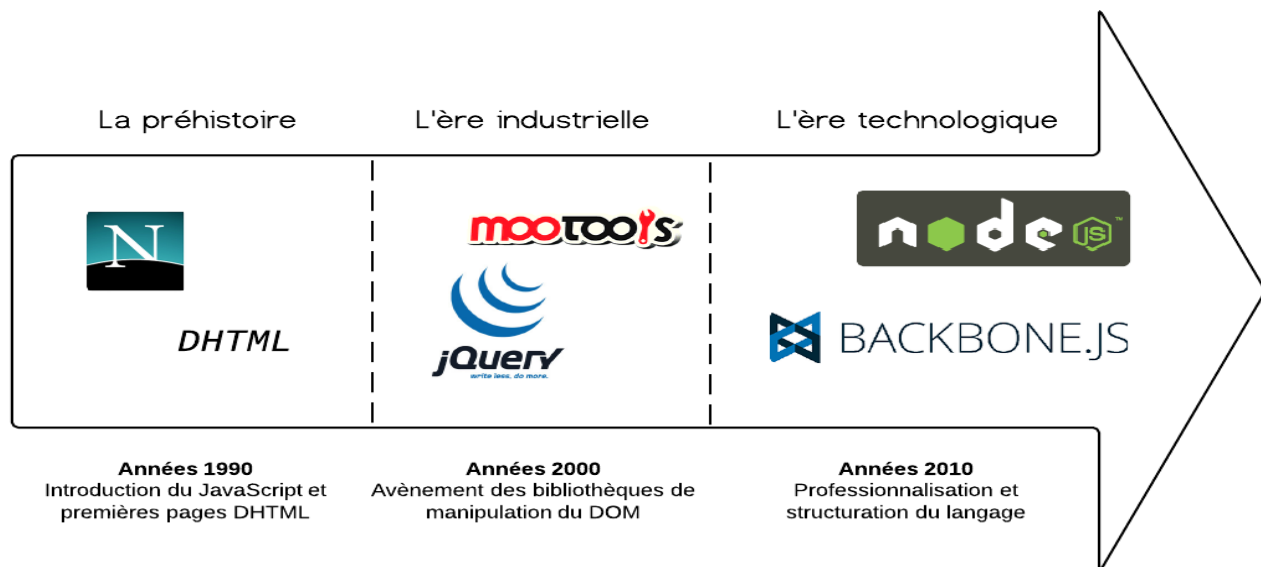 La préhistoire
L'ère industrielle
L'ère technologique
N
DHTML
mootools
jQuery
write less. do more.
node JS™
BACKBONE.JS
Années 1990
Introduction du JavaScript et
premières pages DHTML
Années 2000
Avènement des bibliothèques de
manipulation du DOM
Années 2010
Professionnalisation et
structuration du langage